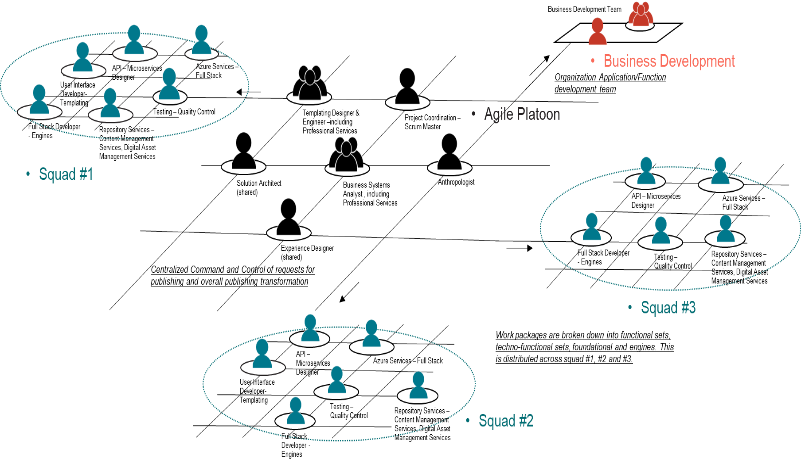 Business Development Team
• Business Development
Organization Application/Function
development team
API – Microservices
Designer
Azure Services –
Full Stack
User Interface
Developer-
Templating
Testing – Quality Control
Full Stack Developer
- Engines
Repository Services –
Content Management
Services, Digital Asset
Management Services
• Squad #1
Templating Designer &
Engineer –including
Professional Services
Project Coordination –
Scrum Master
• Agile Platoon
Solution Architect
(shared)
Business Systems
Analyst , including
Professional Services
Anthropologist
Experience Designer
(shared)
Centralized Command and Control of requests for
publishing and overall publishing transformation
API – Microservices
Designer
Azure Services –
Full Stack
Full Stack Developer
- Engines
Testing –
Quality Control
Repository Services –
Content Management
Services, Digital Asset
Management Services
• Squad #3
Work packages are broken down into functional sets,
techno-functional sets, foundational and engines. This
is distributed across squad #1, #2 and #3.
API –
Microservices
Designer
Azure Services – Full Stack
User Interface
Developer-
Templating
Testing –
Quality Control
Repository Services –
Content Management
Services, Digital Asset
Management Services
Full Stack
Developer -
Engines
• Squad #2